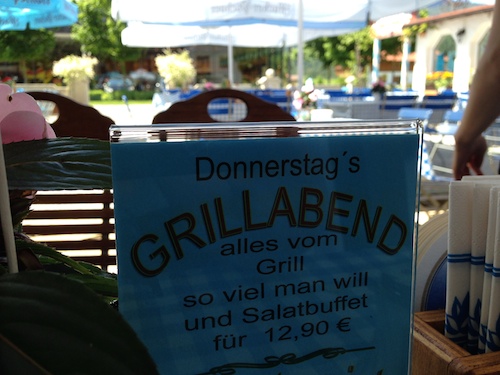 Donnerstag´s
GRILLABEND
alles vom
Grill
so viel man will
und Salatbuffet
für 12,90 €